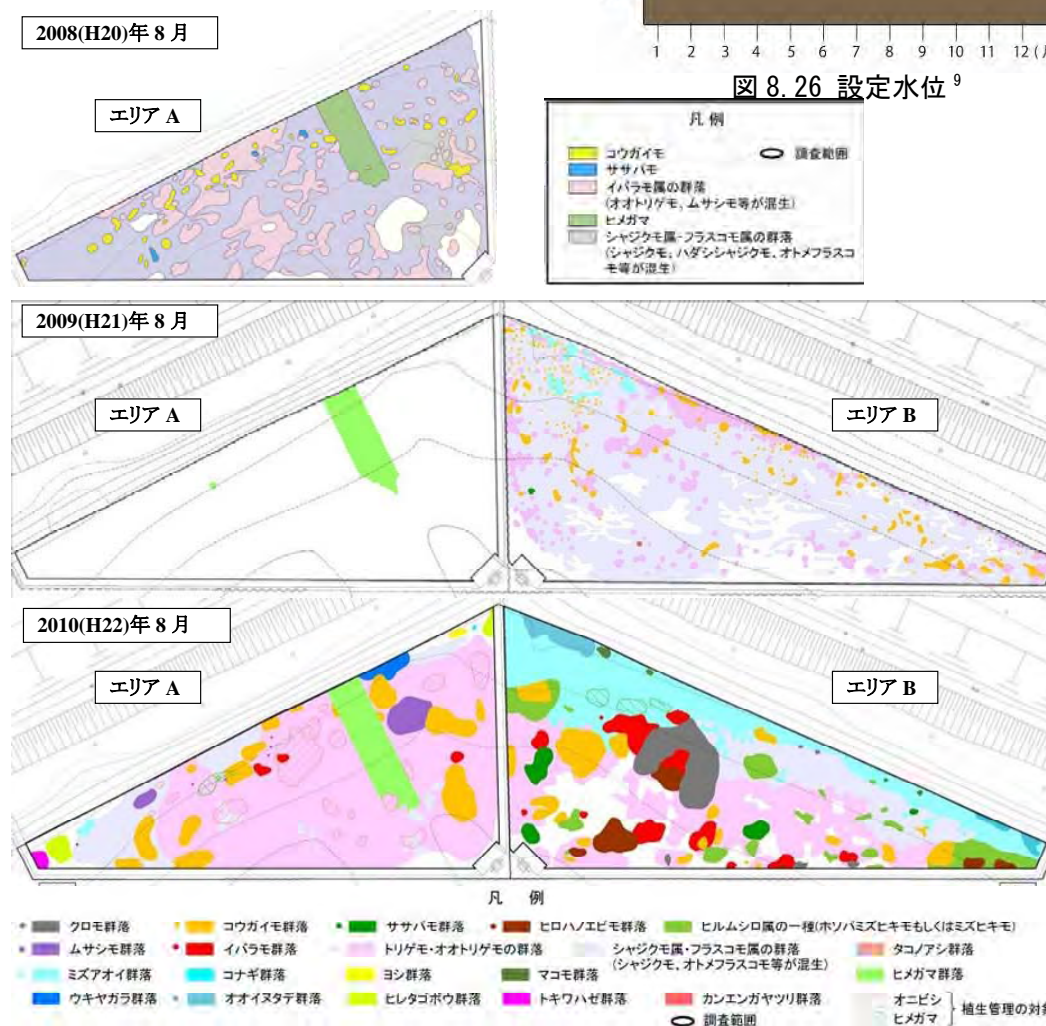 2008(H20)年 8 月
エリア A
1 2 3 4 5 6 7 8 9 10 11 12 (
図 8.26 設定水位 9
凡例
コウガイモ
調査範囲
ササバモ
イバラモ属の群落
(オオトリゲモ、ムサシモ等が混生)
ヒメガマ
シャジクモ属・フラスコモ属の群落
(シャジクモ、ハダシシャジクモ、オトメフラスコ
モ等が混生)
2009(H21)年 8 月
エリア A
エリア B
2010(H22)年 8 月
エリア A
エリア B
凡 例
クロモ群落 コウガイモ群落 ササバモ群落 ヒロハノエビモ群落 ヒルムシロ属の一種(ホソバミズヒキモもしくはミズヒキモ)
ムサシモ群落 イバラモ群落 トリゲモ・オオトリゲモの群落 シャジクモ属・フラスコモ属の群落 タコノアシ群落
(シャジクモ、オトメフラスコモ等が混生)
ミズアオイ群落 コナギ群落 ヨシ群落 マコモ群落 ヒメガマ群落
ウキヤガラ群落 オオイヌタデ群落 ヒレタゴボウ群落 トキワハゼ群落 カンエンガヤツリ群落 オニビシ
ヒメガマ 植生管理の対象
調査範囲